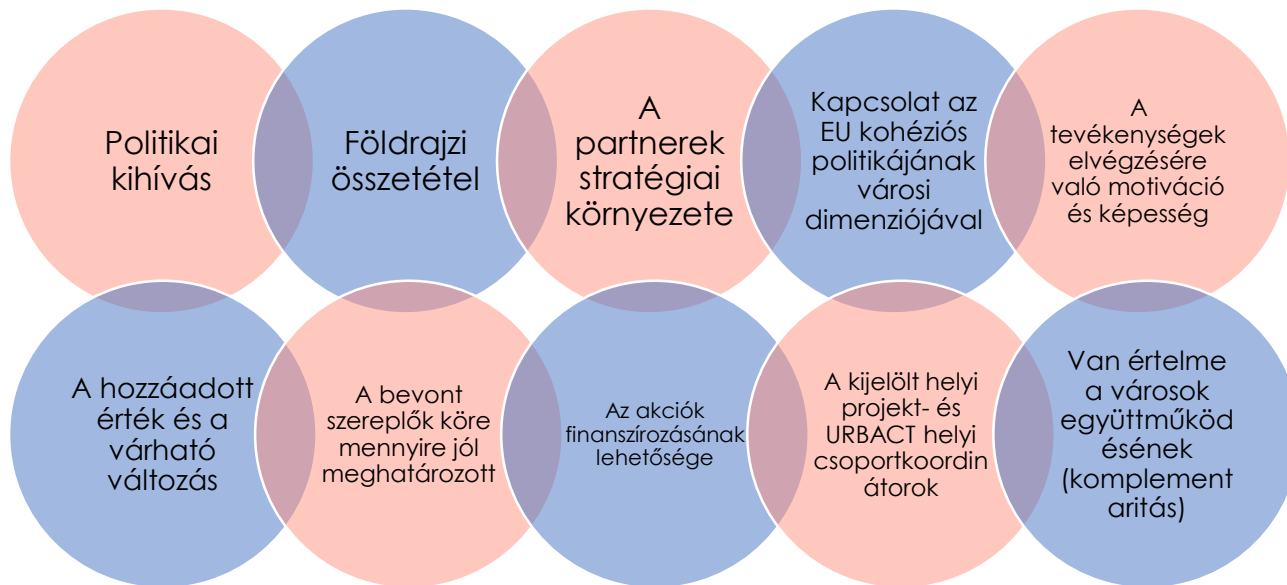 Politikai
kihívás
Földrajzi
összetétel
A
partnerek
stratégiai
környezete
Kapcsolat az
EU kohéziós
politikájának
városi
dimenziójával
A
tevékenységek
elvégzésére
való motiváció
és képesség
A hozzáadott
érték és a
várható
változás
A bevont
szereplők köre
mennyire jól
meghatározott
Az akciók
finanszírozásának
lehetősége
A kijelölt helyi
projekt- és
URBACT helyi
csoportkoordin
átorok
Van értelme
a városok
együttműköd
ésének
(komplement
aritás)